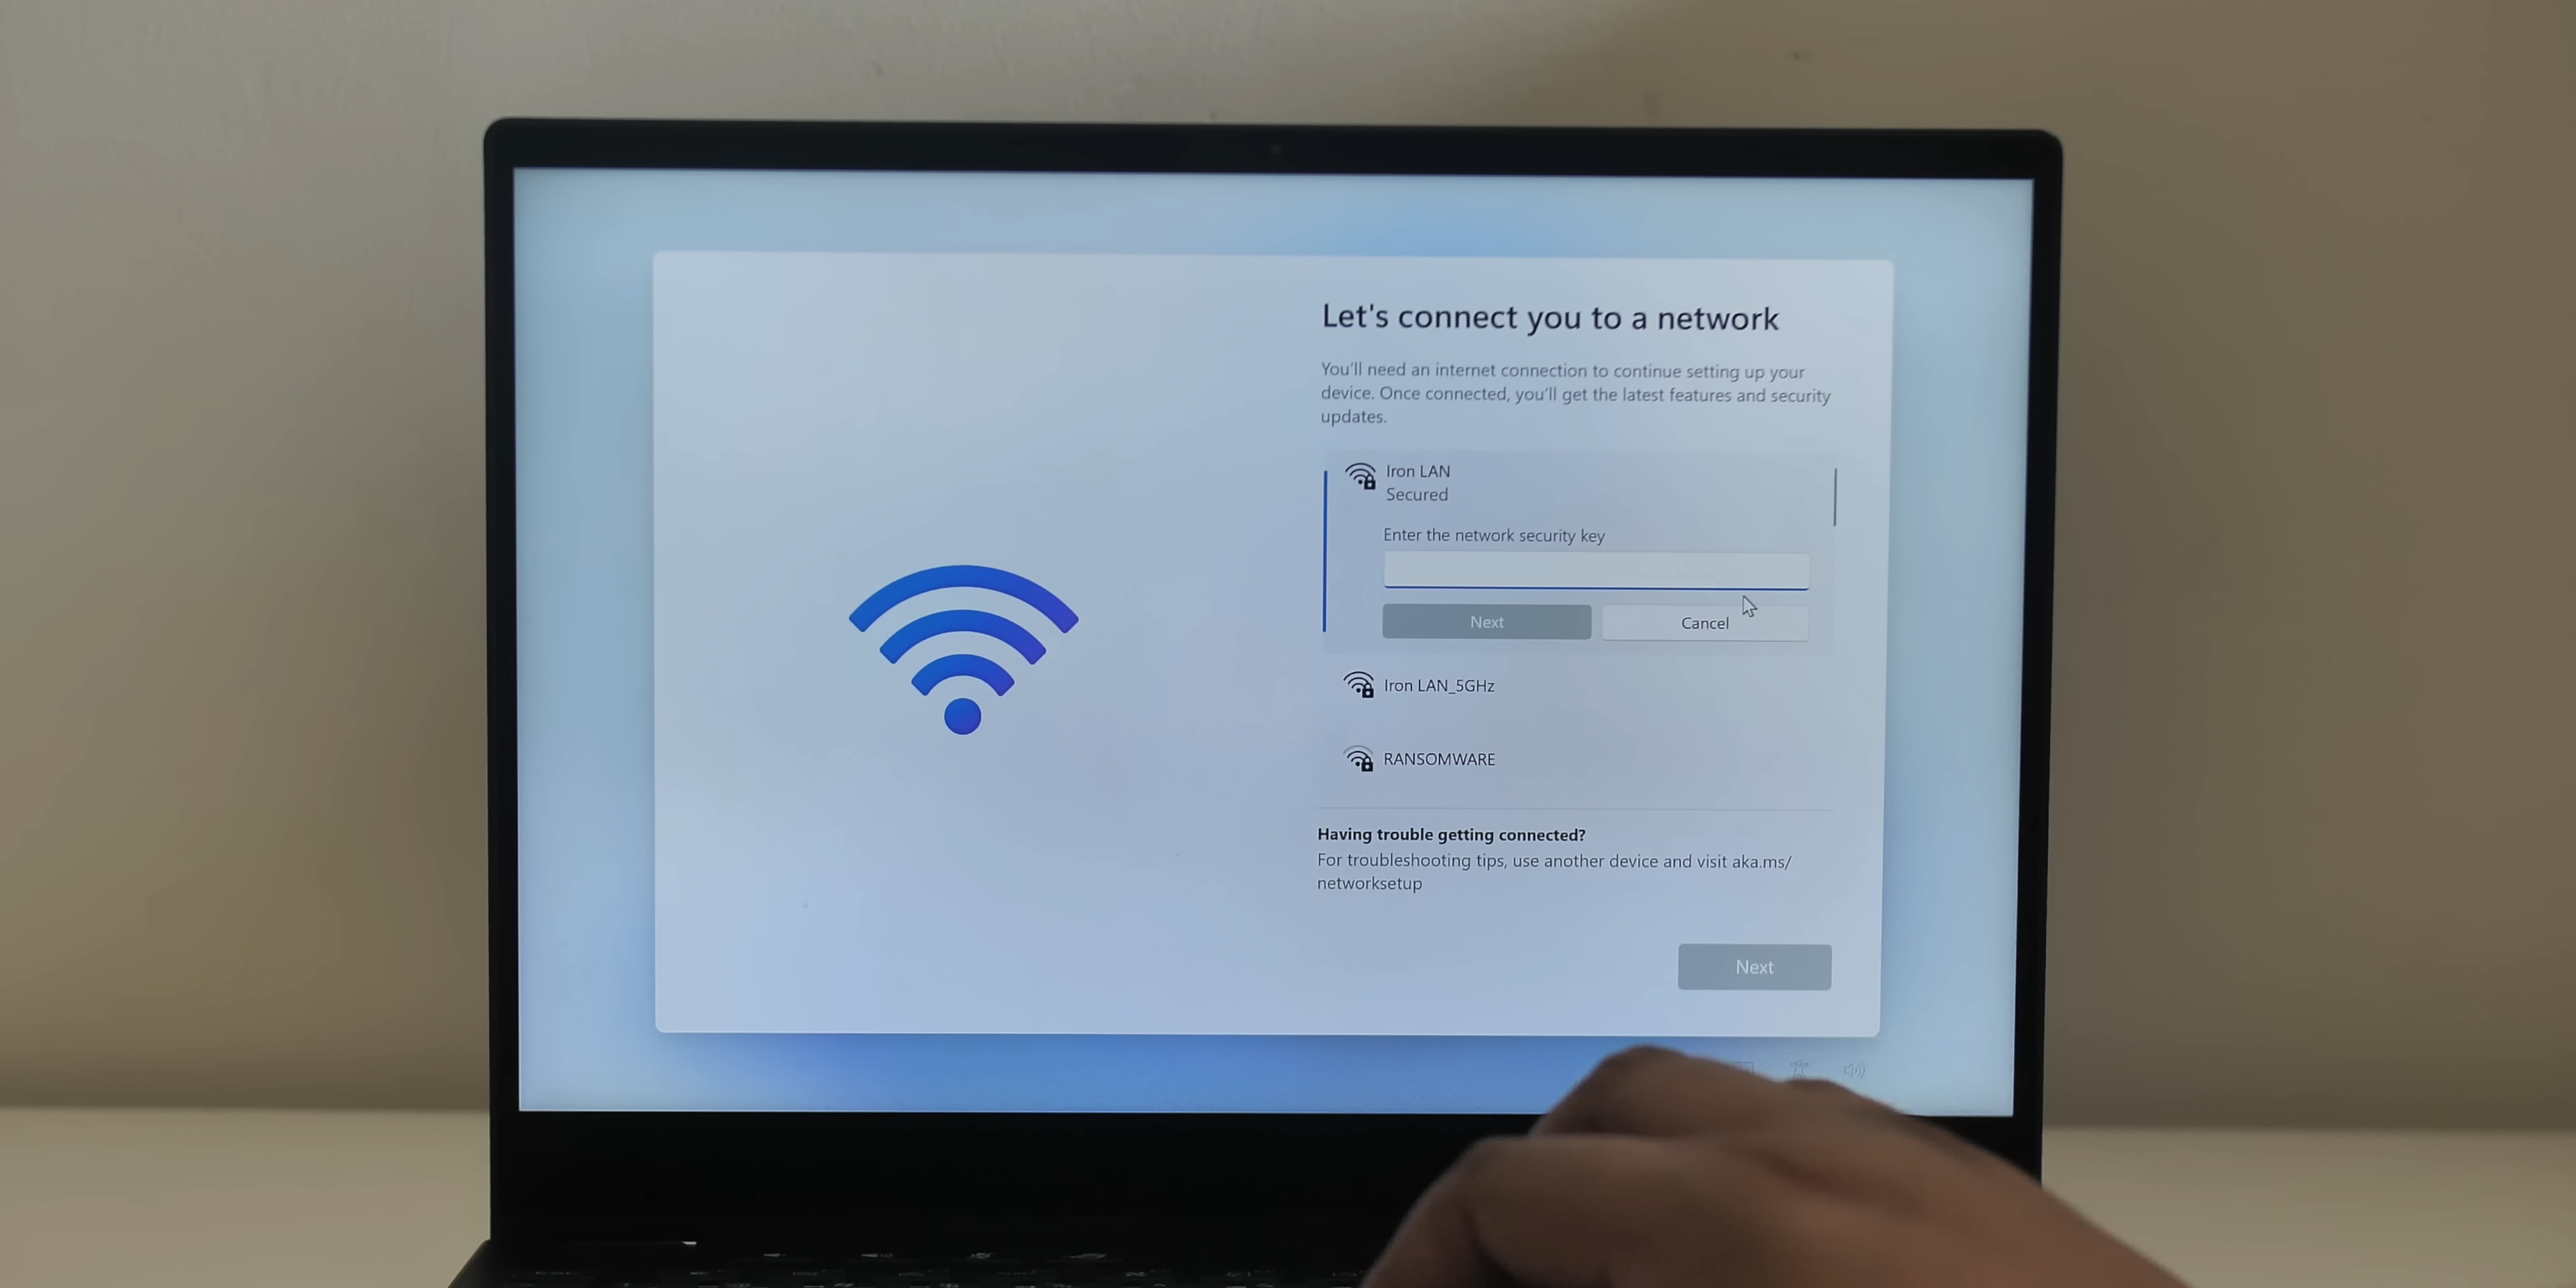 Let's connect you to a network
You'll need an internet connection to continue setting up your
device. Once connected, you'll get the latest features and security
updates.
Iron LAN
Secured
Enter the network security key
Next
Cancel
Iron LAN_5GHz
RANSOMWARE
Having trouble getting connected?
For troubleshooting tips, use another device and visit aka.ms/
networksetup
Next